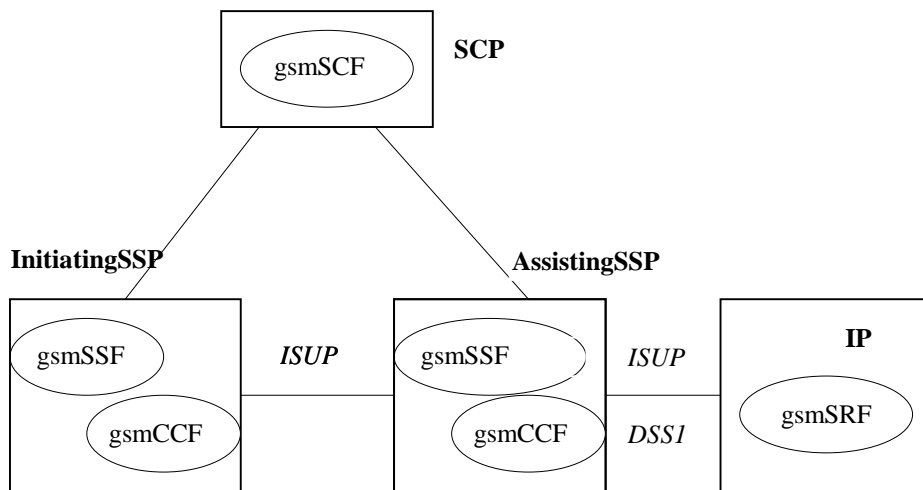 SCP
gsmSCF
InitiatingSSP
AssistingSSP
gsmSSF
gsmCCF
ISUP
gsmSSF
gsmCCF
ISUP
DSS1
IP
gsmSRF